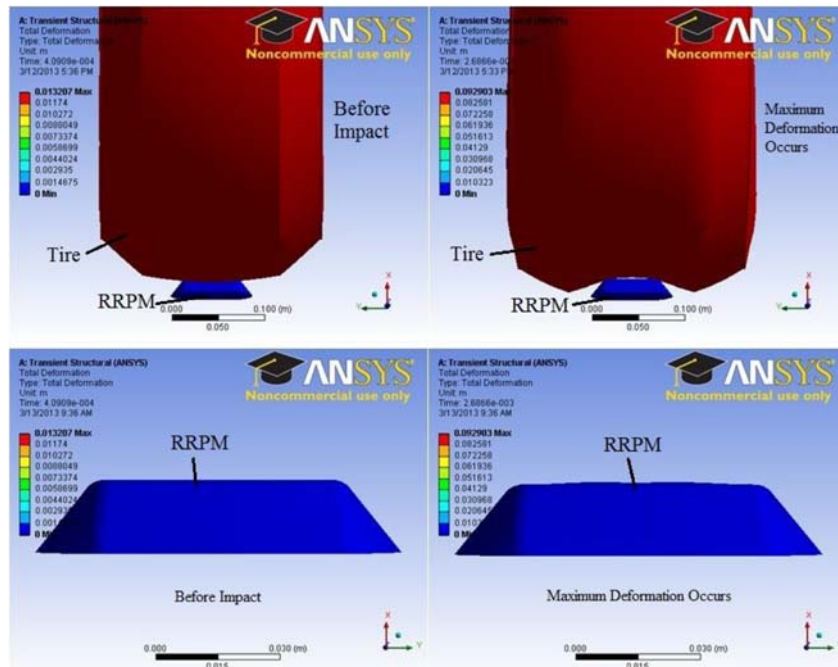 A: Transient Structural (ANSYS)
Total Deformation
Type: Total Deformation
Unit: m
Time: 4.0909e-004
3/12/2013 5:36 PM
0.013207 Max
0.01174
0.010272
0.0088049
0.0073374
0.0058699
0.0044024
0.002935
0.0014675
0 Min
ANSYS
Noncommercial use only
Before
Impact
Tire
RRPM
0.000
0.100 (m)
0.050
X
Y
A: Transient Structural (ANSYS)
Total Deformation
Type: Total Deformation
Unit: m
3/12/2013 5:33 PM
0.092903 Max
0.082581
0.072258
0.061936
0.051613
0.04129
0.030968
0.020645
0.010323
0 Min
ANSYS
Noncommercial use only
Maximum
Deformation
Occurs
Tire
RRPM
0.000
0.100 (m)
0.050
X
Y
A: Transient Structural (ANSYS)
Total Deformation
Type: Total Deformation
Unit: m
Time: 4.0909e-004
3/13/2013 9:36 AM
0.013207 Max
0.01174
0.010272
0.0088049
0.0073374
0.0058699
0.0044024
0 Min
ANSYS
Noncommercial use only
RRPM
Before Impact
0.000
0.030 (m)
X
Y
A: Transient Structural (ANSYS)
Total Deformation
Type: Total Deformation
Unit: m
Time: 2.6866e-003
3/13/2013 9:36 AM
0.092903 Max
0.082581
0.072258
0.061936
0.051613
0.04129
0.030968
0.020645
ANSYS
Noncommercial use only
RRPM
Maximum Deformation Occurs
0.000
0.030 (m)
X
Y